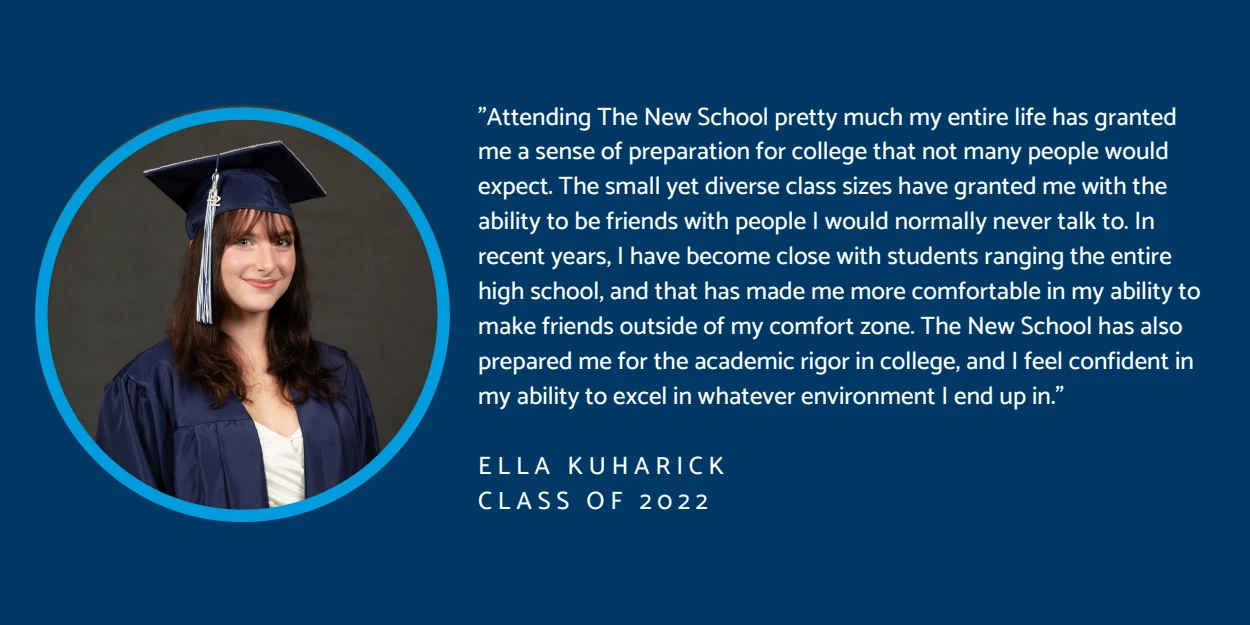 ”Attending The New School pretty much my entire life has granted
me a sense of preparation for college that not many people would
expect. The small yet diverse class sizes have granted me with the
ability to be friends with people I would normally never talk to. In
recent years, I have become close with students ranging the entire
high school, and that has made me more comfortable in my ability to
make friends outside of my comfort zone. The New School has also
prepared me for the academic rigor in college, and I feel confident in
my ability to excel in whatever environment I end up in.”
ELLA KUHARICK
CLASS OF 2022